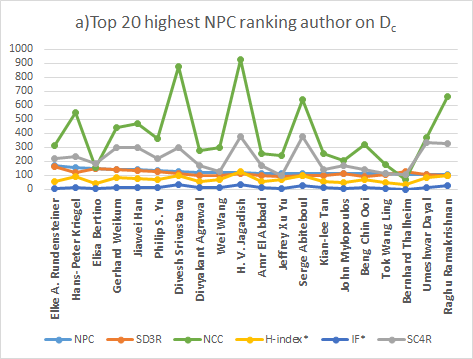 a)Top 20 highest NPC ranking author on Dc
1000
900
800
700
600
500
400
300
200
100
0
Elke A. Rundensteiner
Hans-Peter Kriegel
Elisa Bertino
Gerhard Weikum
Jiawei Han
Philip S. Yu
Divesh Srivastava
Divyakant Agrawal
Wei Wang
H. V. Jagadish
Amr El Abbadi
Jeffrey Xu Yu
Serge Abiteboul
Kian-lee Tan
John Mylopoulos
Beng Chin Ooi
Tok Wang Ling
Bernhard Thalheim
Umeshwar Dayal
Raghu Ramakrishnan
NPC SD3R NCC H-index* IF* SC4R